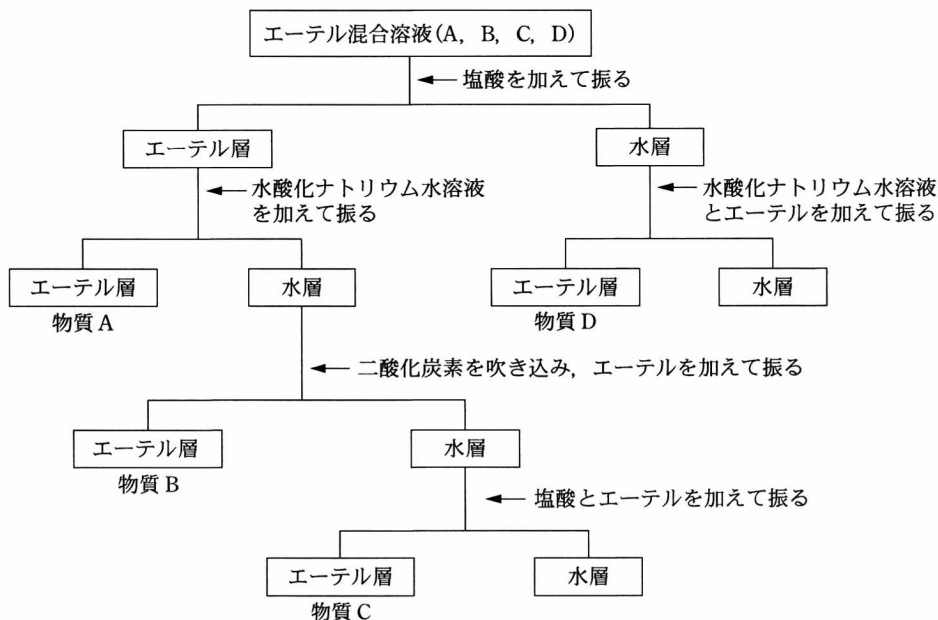 エーテル混合溶液(A, B, C, D)
塩酸を加えて振る
エーテル層
水層
水酸化ナトリウム水溶液
を加えて振る
水酸化ナトリウム水溶液
とエーテルを加えて振る
エーテル層
水層
エーテル層
水層
物質A
物質D
二酸化炭素を吹き込み,エーテルを加えて振る
エーテル層
水層
物質B
塩酸とエーテルを加えて振る
エーテル層
水層
物質C